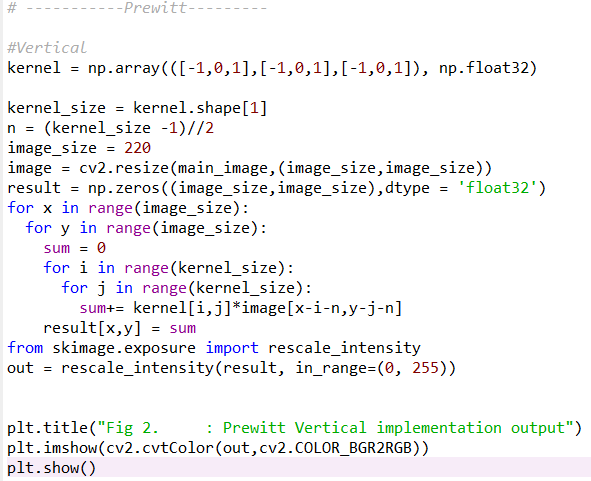 # -----------Prewitt---------
#Vertical
kernel = np.array(([-1,0,1],[-1,0,1],[-1,0,1]), np.float32)
kernel_size = kernel.shape[1]
n = (kernel_size -1)//2
image_size = 220
image = cv2.resize(main_image,(image_size,image_size))
result = np.zeros((image_size,image_size),dtype = 'float32')
for x in range(image_size):
  for y in range(image_size):
    sum = 0
    for i in range(kernel_size):
      for j in range(kernel_size):
        sum+= kernel[i,j]*image[x-i-n,y-j-n]
    result[x,y] = sum
from skimage.exposure import rescale_intensity
out = rescale_intensity(result, in_range=(0, 255))
plt.title("Fig 2.     : Prewitt Vertical implementation output")
plt.imshow(cv2.cvtColor(out,cv2.COLOR_BGR2RGB))
plt.show()